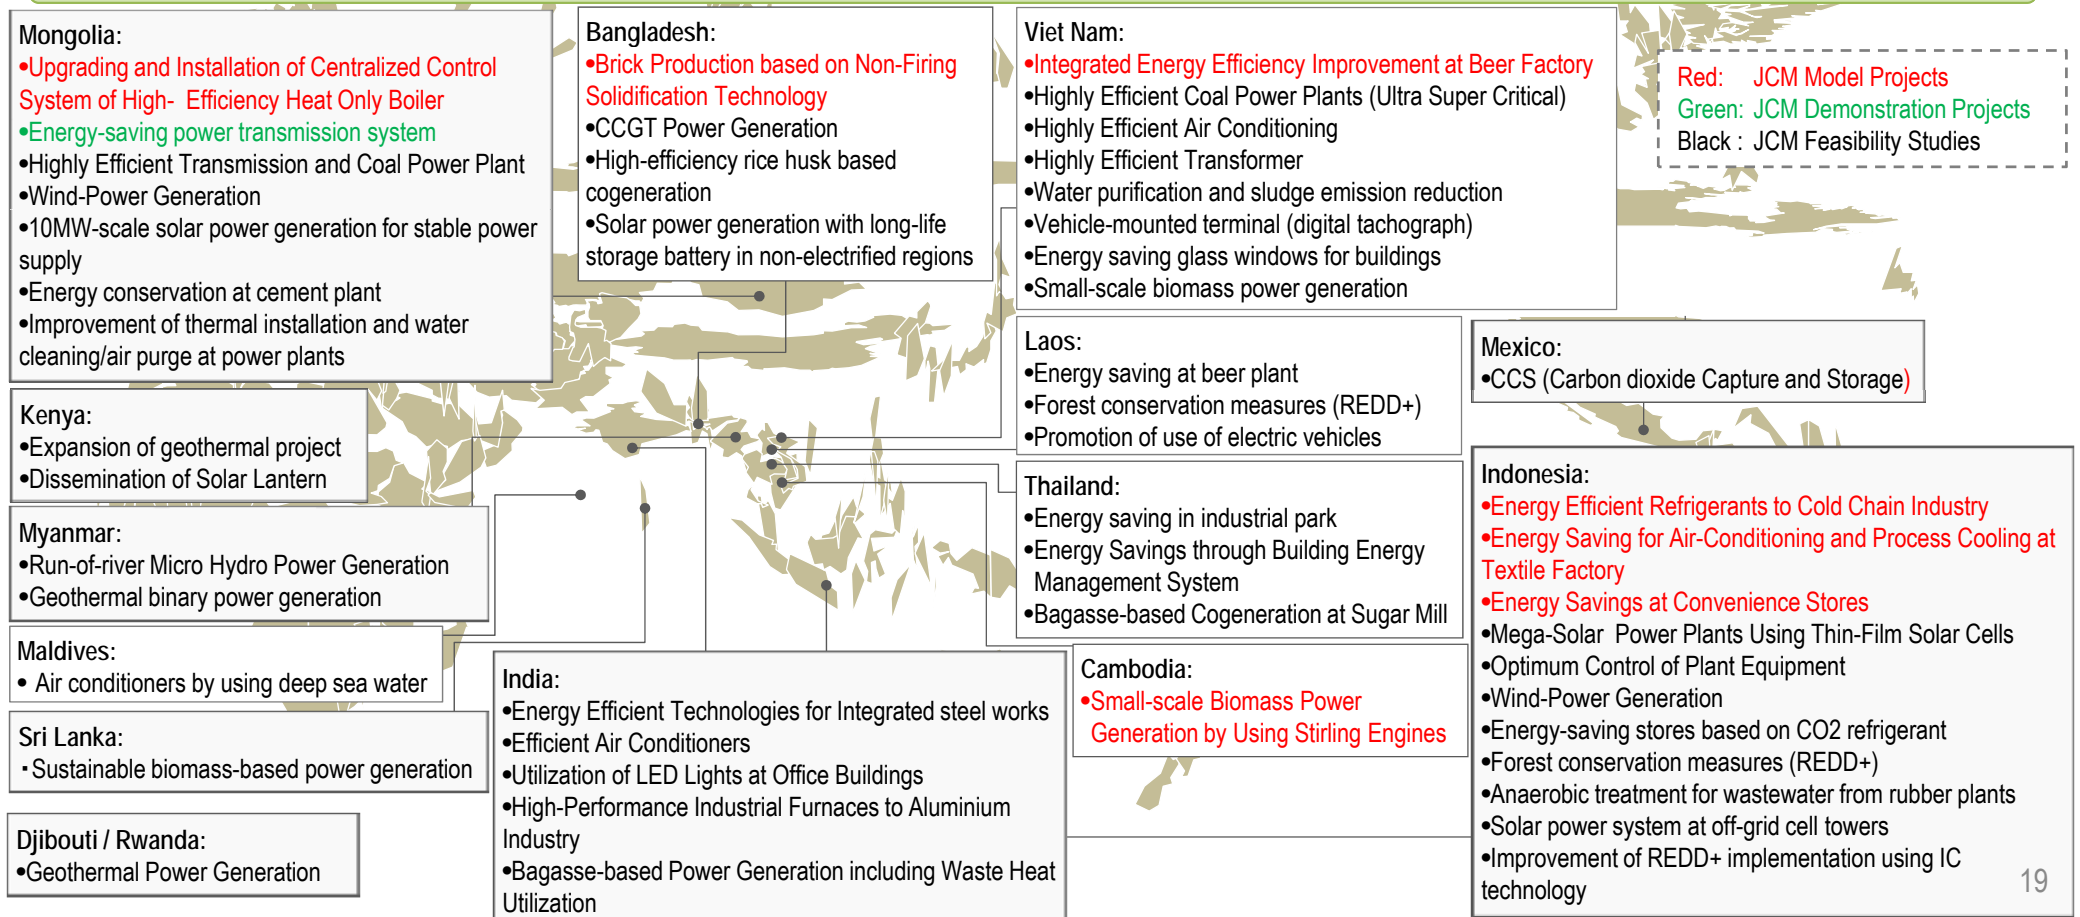 Mongolia:
•Upgrading and Installation of Centralized Control
System of High- Efficiency Heat Only Boiler
•Energy-saving power transmission system
•Highly Efficient Transmission and Coal Power Plant
•Wind-Power Generation
•10MW-scale solar power generation for stable power
supply
•Energy conservation at cement plant
•Improvement of thermal installation and water
cleaning/air purge at power plants
Bangladesh:
•Brick Production based on Non-Firing
Solidification Technology
•CCGT Power Generation
•High-efficiency rice husk based
cogeneration
•Solar power generation with long-life
storage battery in non-electrified regions
Viet Nam:
•Integrated Energy Efficiency Improvement at Beer Factory
•Highly Efficient Coal Power Plants (Ultra Super Critical)
•Highly Efficient Air Conditioning
•Highly Efficient Transformer
•Water purification and sludge emission reduction
•Vehicle-mounted terminal (digital tachograph)
•Energy saving glass windows for buildings
•Small-scale biomass power generation
Red: JCM Model Projects
Green: JCM Demonstration Projects
Black : JCM Feasibility Studies
Laos:
•Energy saving at beer plant
•Forest conservation measures (REDD+)
•Promotion of use of electric vehicles
Mexico:
•CCS (Carbon dioxide Capture and Storage)
Kenya:
•Expansion of geothermal project
•Dissemination of Solar Lantern
Myanmar:
•Run-of-river Micro Hydro Power Generation
•Geothermal binary power generation
Maldives:
• Air conditioners by using deep sea water
Sri Lanka:
・Sustainable biomass-based power generation
Djibouti / Rwanda:
•Geothermal Power Generation
India:
•Energy Efficient Technologies for Integrated steel works
•Efficient Air Conditioners
•Utilization of LED Lights at Office Buildings
•High-Performance Industrial Furnaces to Aluminium
Industry
•Bagasse-based Power Generation including Waste Heat
Utilization
Thailand:
•Energy saving in industrial park
•Energy Savings through Building Energy
Management System
•Bagasse-based Cogeneration at Sugar Mill
Cambodia:
•Small-scale Biomass Power
Generation by Using Stirling Engines
Indonesia:
•Energy Efficient Refrigerants to Cold Chain Industry
•Energy Saving for Air-Conditioning and Process Cooling at
Textile Factory
•Energy Savings at Convenience Stores
•Mega-Solar Power Plants Using Thin-Film Solar Cells
•Optimum Control of Plant Equipment
•Wind-Power Generation
•Energy-saving stores based on CO2 refrigerant
•Forest conservation measures (REDD+)
•Anaerobic treatment for wastewater from rubber plants
•Solar power system at off-grid cell towers
•Improvement of REDD+ implementation using IC
technology
19